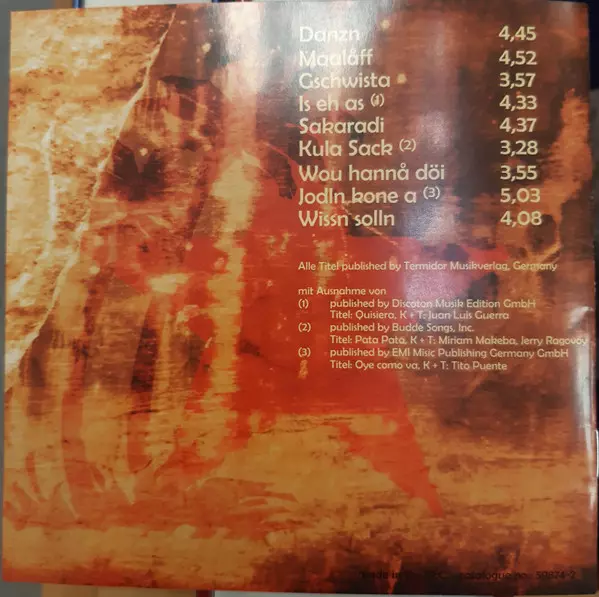 Danzn 4,45
Maalåff 4,52
Gschwista 3,57
Is eh as (1) 4,33
Sakaradi 4,37
Kula Sack (2) 3,28
Wou hannå döi 3,55
Jodln kone a (3) 5,03
Wissn solln 4,08
Alle Titel published by Termidor Musikverlag, Germany
mit Ausnahme von
(1) published by Discoton Musik Edition GmbH
Titel: Quisiera, K + T: Juan Luis Guerra
(2) published by Budde Songs, Inc.
Titel: Pata Pata, K + T: Miriam Makeba, Jerry Ragovoy
(3) published by EMI Misic Publishing Germany GmbH
Titel: Oye como va, K + T: Tito Puente